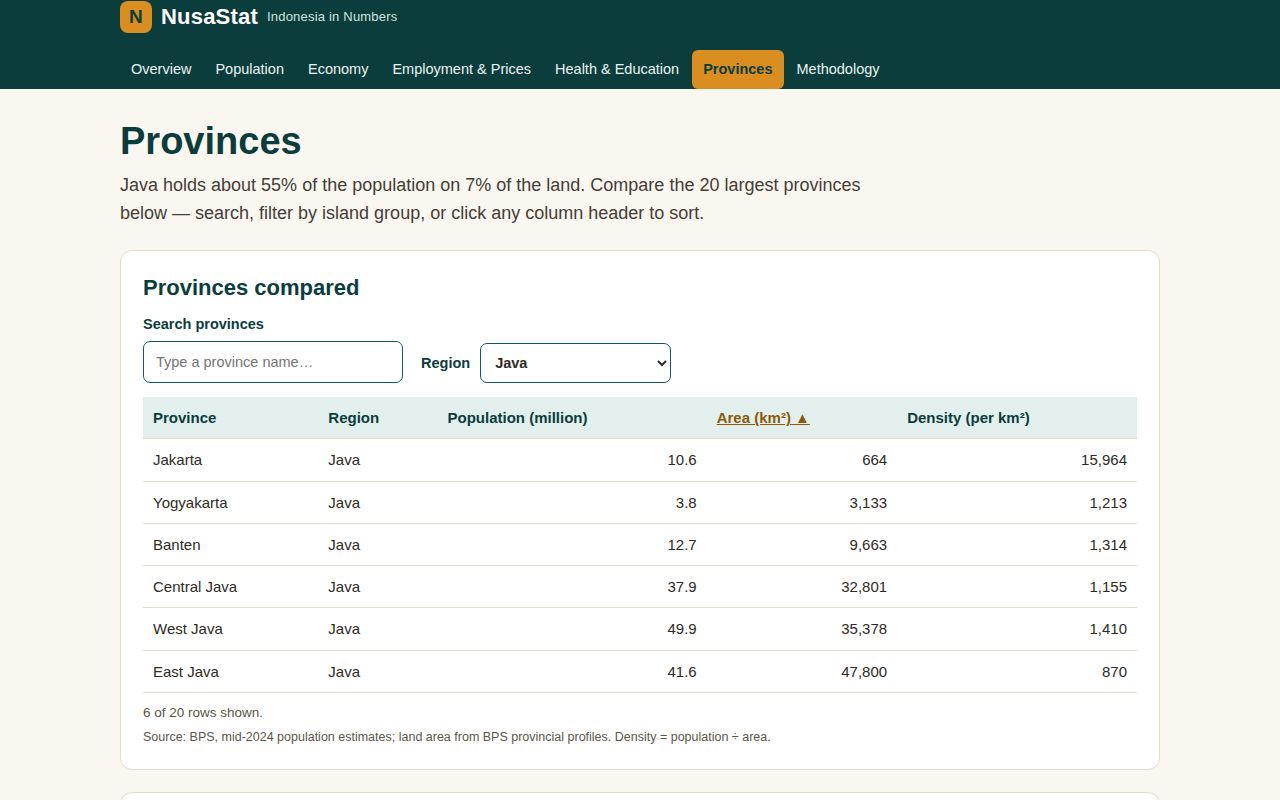 N NusaStat Indonesia in Numbers
Overview Population Economy Employment & Prices Health & Education Provinces Methodology
Provinces
Java holds about 55% of the population on 7% of the land. Compare the 20 largest provinces
below — search, filter by island group, or click any column header to sort.
Provinces compared
Search provinces
Type a province name… Region Java
Province Region Population (million) Area (km²) ▲ Density (per km²)
Jakarta Java 10.6 664 15,964
Yogyakarta Java 3.8 3,133 1,213
Banten Java 12.7 9,663 1,314
Central Java Java 37.9 32,801 1,155
West Java Java 49.9 35,378 1,410
East Java Java 41.6 47,800 870
6 of 20 rows shown.
Source: BPS, mid-2024 population estimates; land area from BPS provincial profiles. Density = population ÷ area.